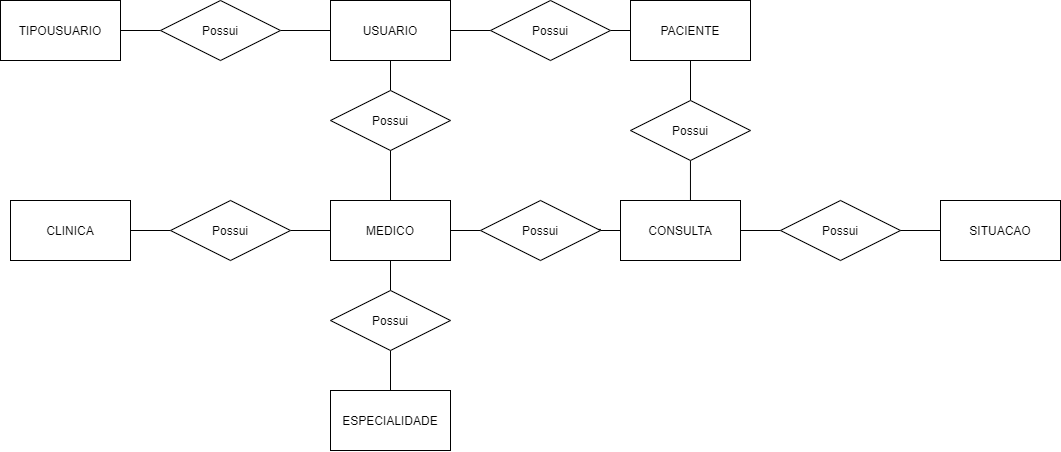 TIPOUSUARIO
Possui
USUARIO
Possui
PACIENTE
Possui
Possui
CLINICA
Possui
MEDICO
Possui
CONSULTA
Possui
SITUACAO
Possui
ESPECIALIDADE